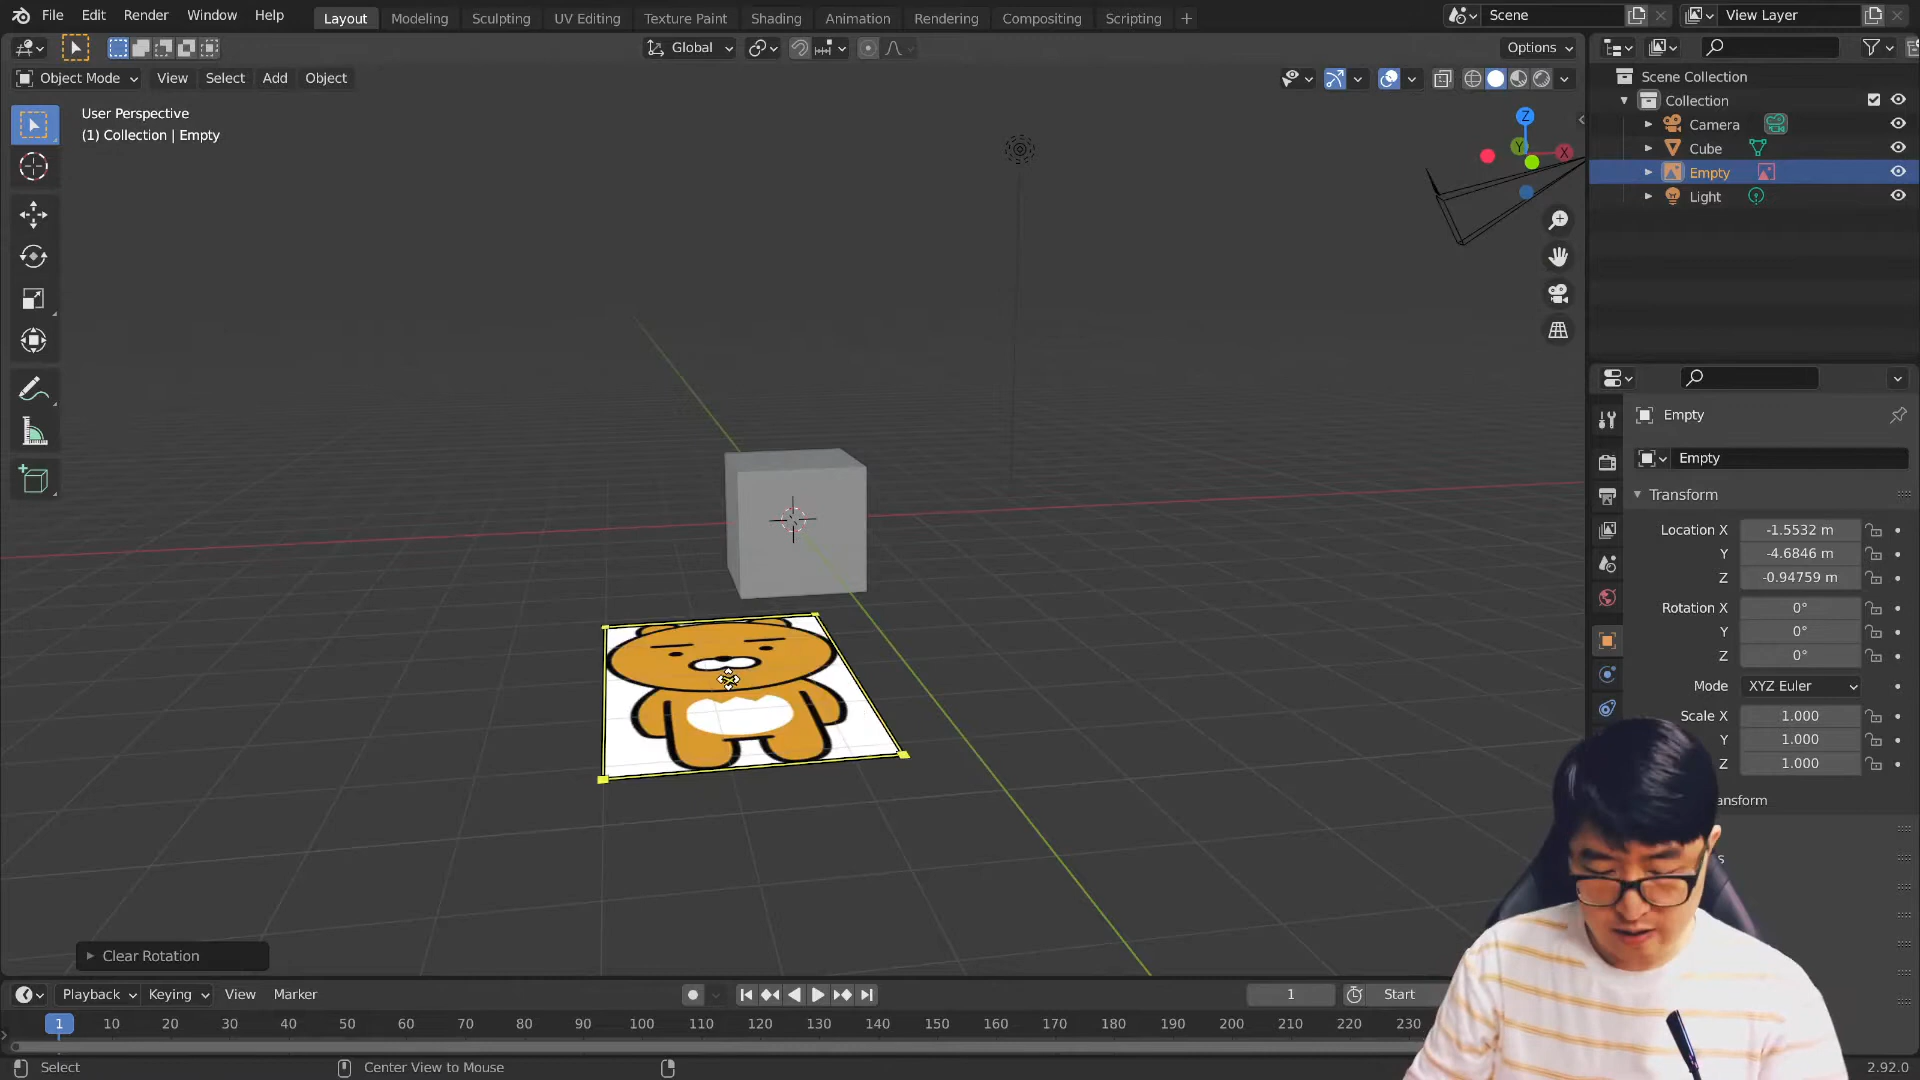 File Edit Render Window Help
Layout Modeling Sculpting UV Editing Texture Paint Shading Animation Rendering Compositing Scripting +
Scene
View Layer
Global
Options
Object Mode View Select Add Object
User Perspective
(1) Collection | Empty
Z
Y
X
Scene Collection
Collection
Camera
Cube
Empty
Light
Empty
Empty
Transform
Location X -1.5532 m
Y -4.6846 m
Z -0.94759 m
Rotation X 0°
Y 0°
Z 0°
Mode XYZ Euler
Scale X 1.000
Y 1.000
Z 1.000
Clear Rotation
Playback Keying View Marker
1
Start
1 10 20 30 40 50 60 70 80 90 100 110 120 130 140 150 160 170 180 190 200 210 220 230
Select
Center View to Mouse
2.92.0